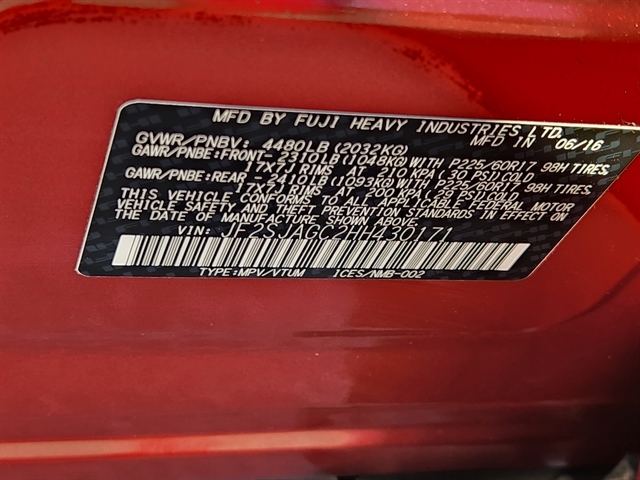 MFD BY FUJI HEAVY INDUSTRIES LTD.
GVWR/PNBV: 4480LB (2032KG) MFD IN 06/16
GAWR/PNBE:FRONT- 2310LB(1048KG)WITH P225/60R17 98H TIRES,
17X7J RIMS AT 210 KPA(30 PSI)COLD
GAWR/PNBE:REAR - 2410LB(1093KG)WITH P225/60R17 98H TIRES,
17X7J RIMS AT 200 KPA(29 PSI)COLD
THIS VEHICLE CONFORMS TO ALL APPLICABLE FEDERAL MOTOR
VEHICLE SAFETY AND THEFT PREVENTION STANDARDS IN EFFECT ON
THE DATE OF MANUFACTURE SHOWN ABOVE.
VIN: JF2SJAGC2HH430171
TYPE:MPV/VTUM ICES/NMB-002